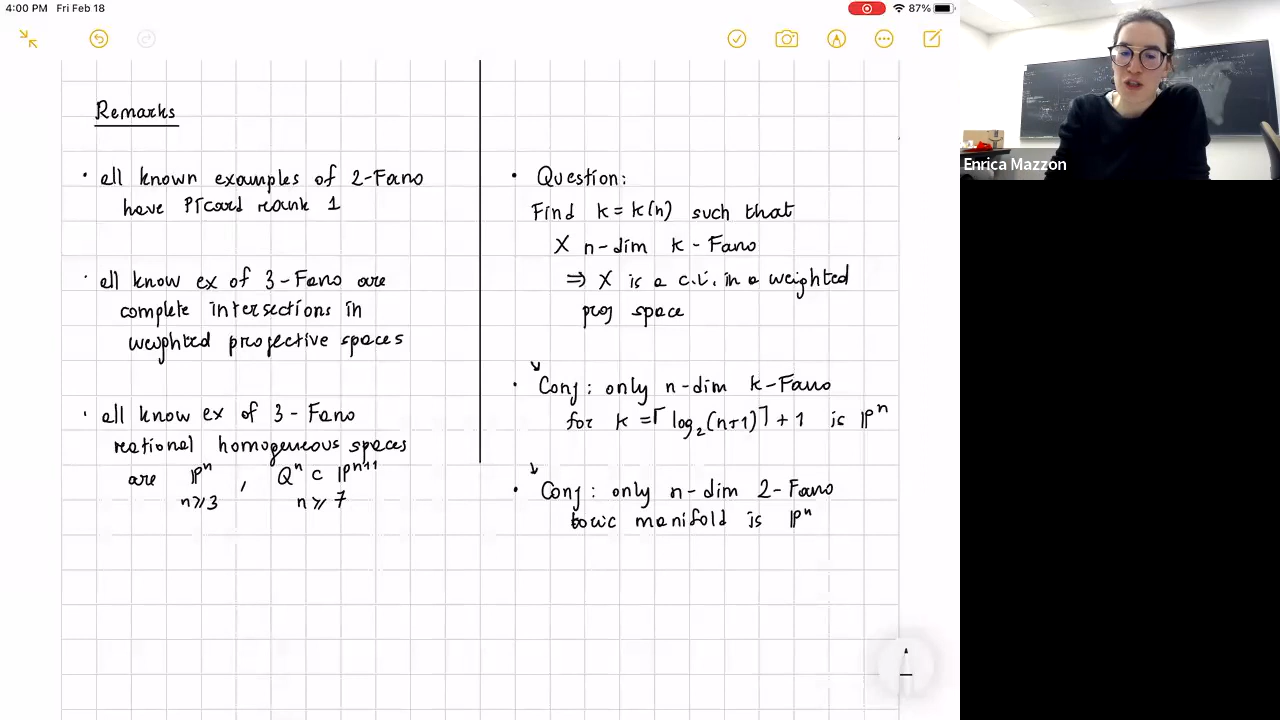 4:00 PM Fri Feb 18
87%
Remarks
· all known examples of 2-Fano
have Picard rank 1
· all know ex of 3-Fano are
complete intersections in
weighted projective spaces
· all know ex of 3-Fano
rational homogeneous spaces
are ℙⁿ , Qⁿ ⊂ ℙⁿ⁺¹
n⩾3 n⩾7
· Question:
Find k = k(n) such that
X n-dim k-Fano
⇒ X is a c.i. in a weighted
proj space
· Conj: only n-dim k-Fano
for k = ⌈log₂(n+1)⌉ + 1 is ℙⁿ
· Conj: only n-dim 2-Fano
toric manifold is ℙⁿ
Enrica Mazzon